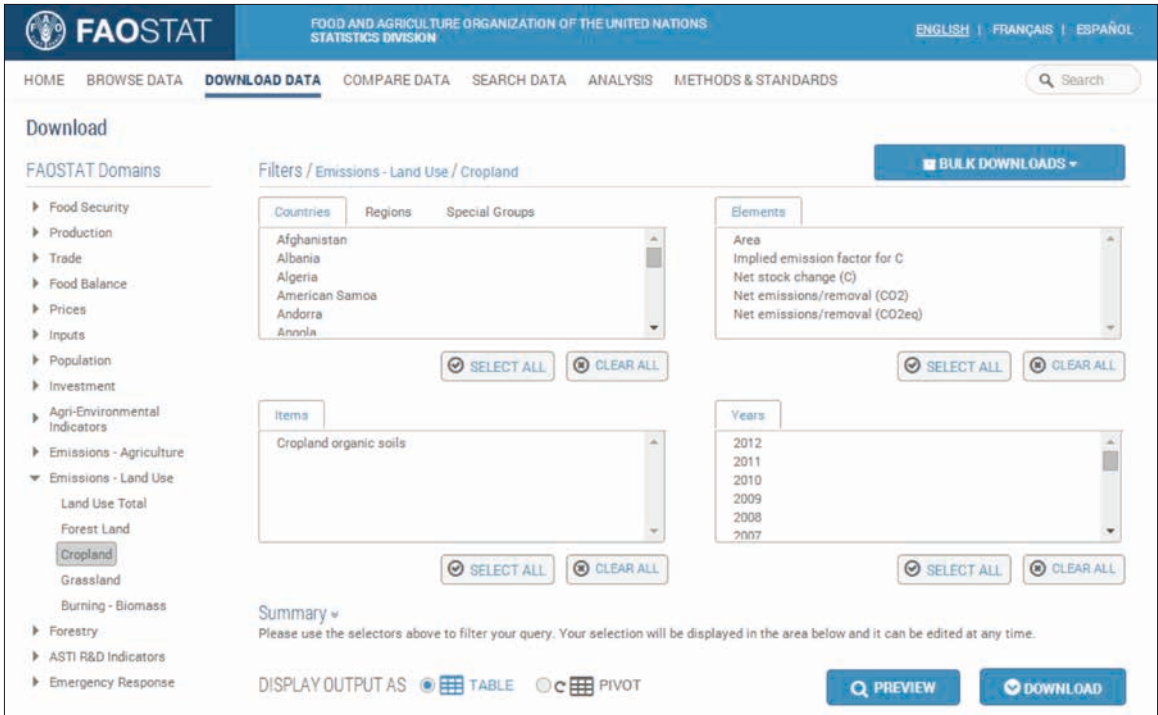 FAOSTAT
FOOD AND AGRICULTURE ORGANIZATION OF THE UNITED NATIONS
STATISTICS DIVISION
ENGLISH | FRANÇAIS | ESPAÑOL
HOME BROWSE DATA DOWNLOAD DATA COMPARE DATA SEARCH DATA ANALYSIS METHODS & STANDARDS
Search
Download
FAOSTAT Domains
Food Security
Production
Trade
Food Balance
Prices
Inputs
Population
Investment
Agri-Environmental
Indicators
Emissions - Agriculture
Emissions - Land Use
Land Use Total
Forest Land
Cropland
Grassland
Burning - Biomass
Forestry
ASTI R&D Indicators
Emergency Response
Filters / Emissions - Land Use / Cropland
BULK DOWNLOADS
Countries Regions Special Groups
Afghanistan
Albania
Algeria
American Samoa
Andorra
Angola
SELECT ALL CLEAR ALL
Elements
Area
Implied emission factor for C
Net stock change (C)
Net emissions/removal (CO2)
Net emissions/removal (CO2eq)
SELECT ALL CLEAR ALL
Items
Cropland organic soils
SELECT ALL CLEAR ALL
Years
2012
2011
2010
2009
2008
2007
SELECT ALL CLEAR ALL
Summary
Please use the selectors above to filter your query. Your selection will be displayed in the area below and it can be edited at any time.
DISPLAY OUTPUT AS TABLE PIVOT
PREVIEW DOWNLOAD